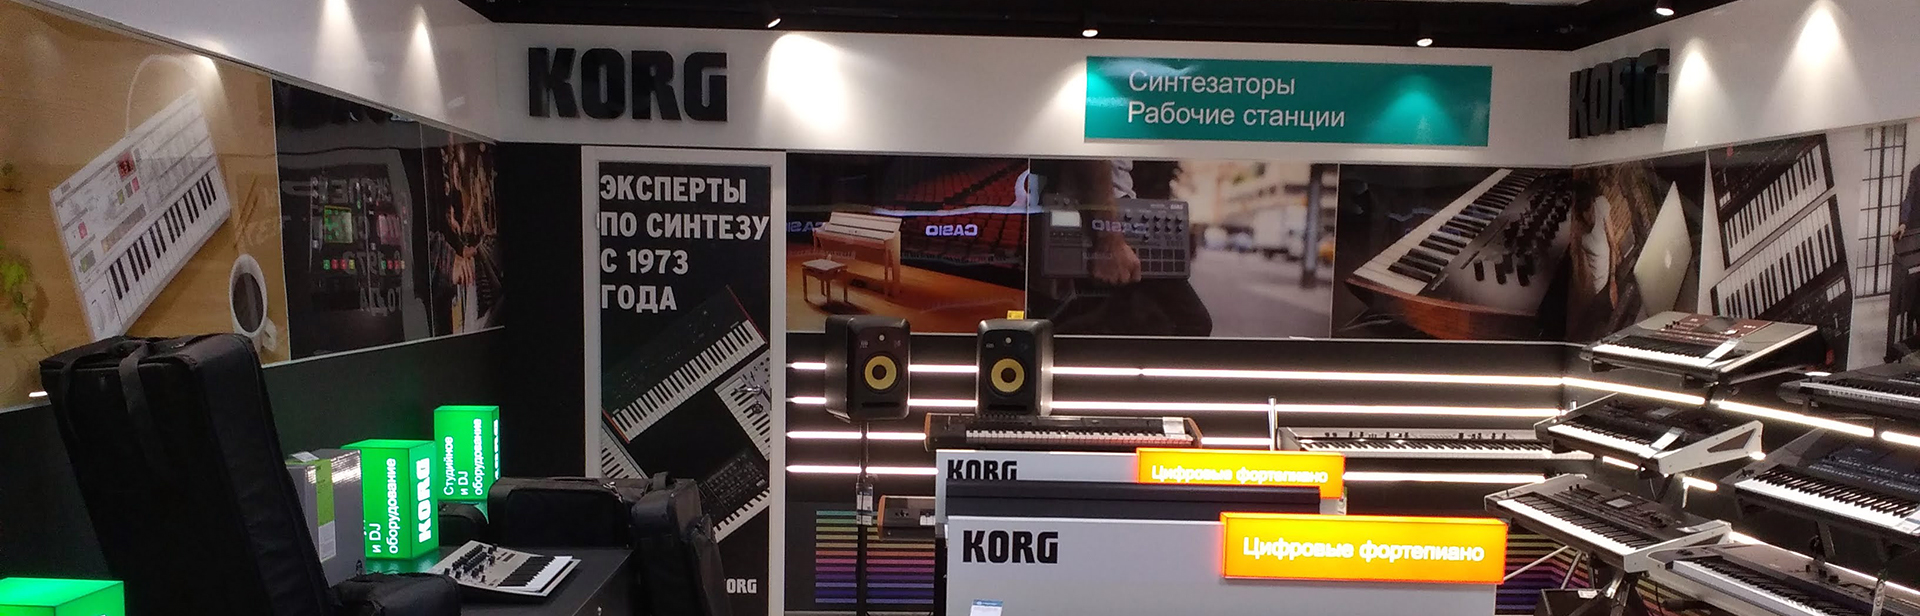 KORG
Синтезаторы
Рабочие станции
KORG
ЭКСПЕРТЫ
ПО СИНТЕЗУ
С 1973
ГОДА
CASIO
KORG
Студийное
и DJ
оборудование
и DJ
оборудование
KORG
KORG
Цифровые фортепиано
KORG
Цифровые фортепиано